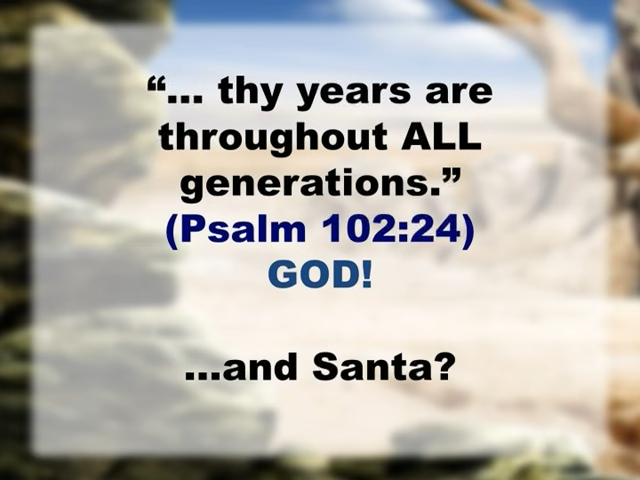 “... thy years are
throughout ALL
generations.”
(Psalm 102:24)
GOD!
...and Santa?